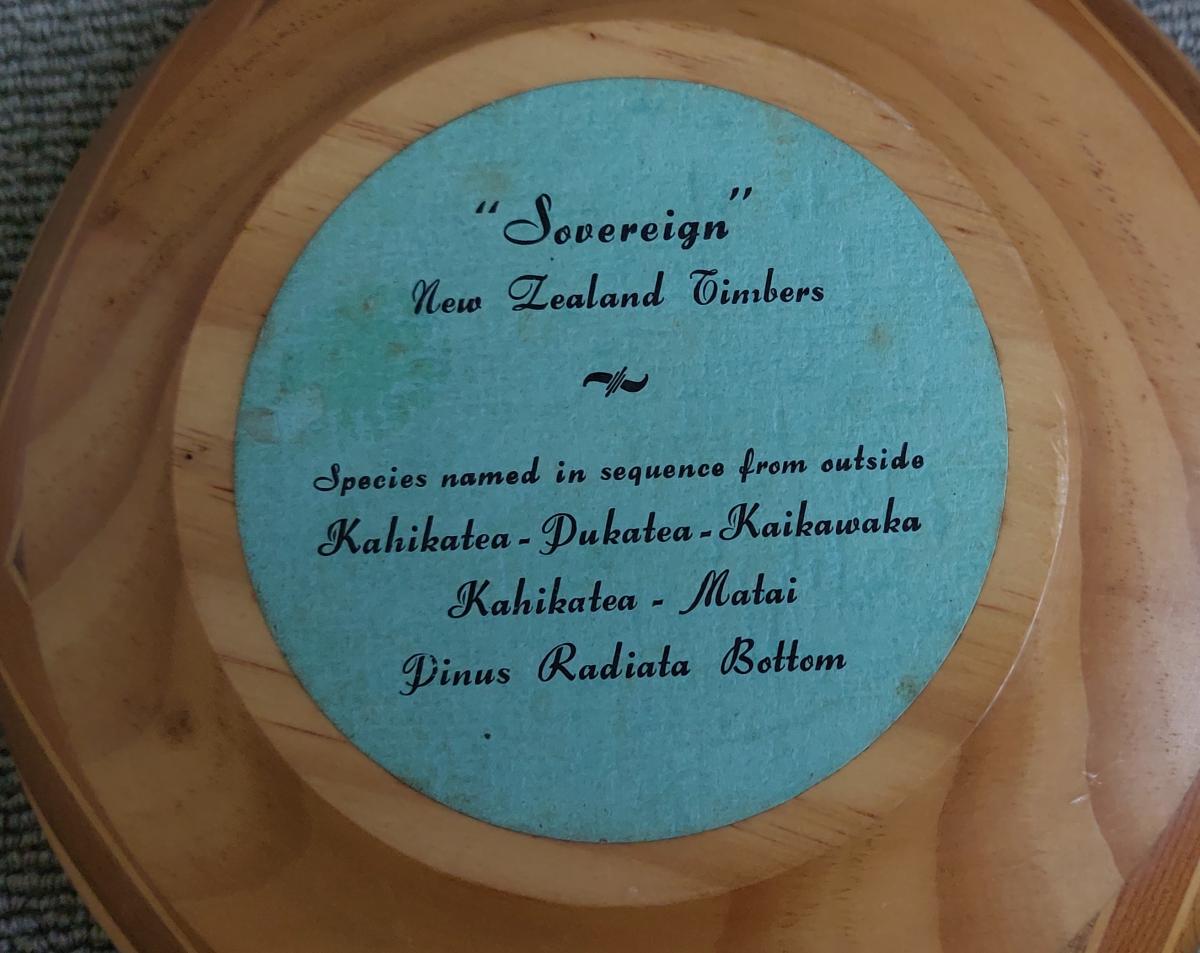 “Sovereign”
New Zealand Timbers
Species named in sequence from outside
Kahikatea - Pukatea - Kaikawaka
Kahikatea - Matai
Pinus Radiata Bottom